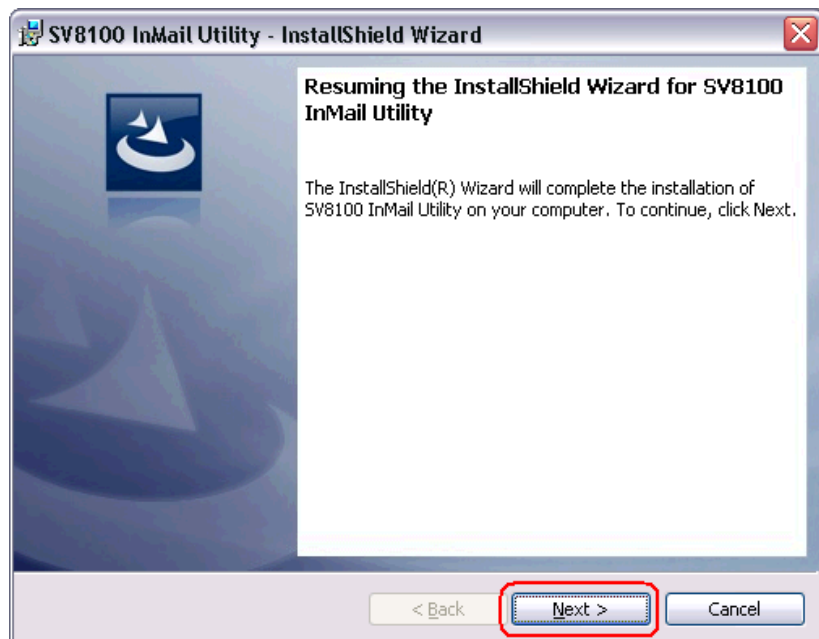 SV8100 InMail Utility - InstallShield Wizard
Resuming the InstallShield Wizard for SV8100
InMail Utility
The InstallShield(R) Wizard will complete the installation of
SV8100 InMail Utility on your computer. To continue, click Next.
< Back
Next >
Cancel